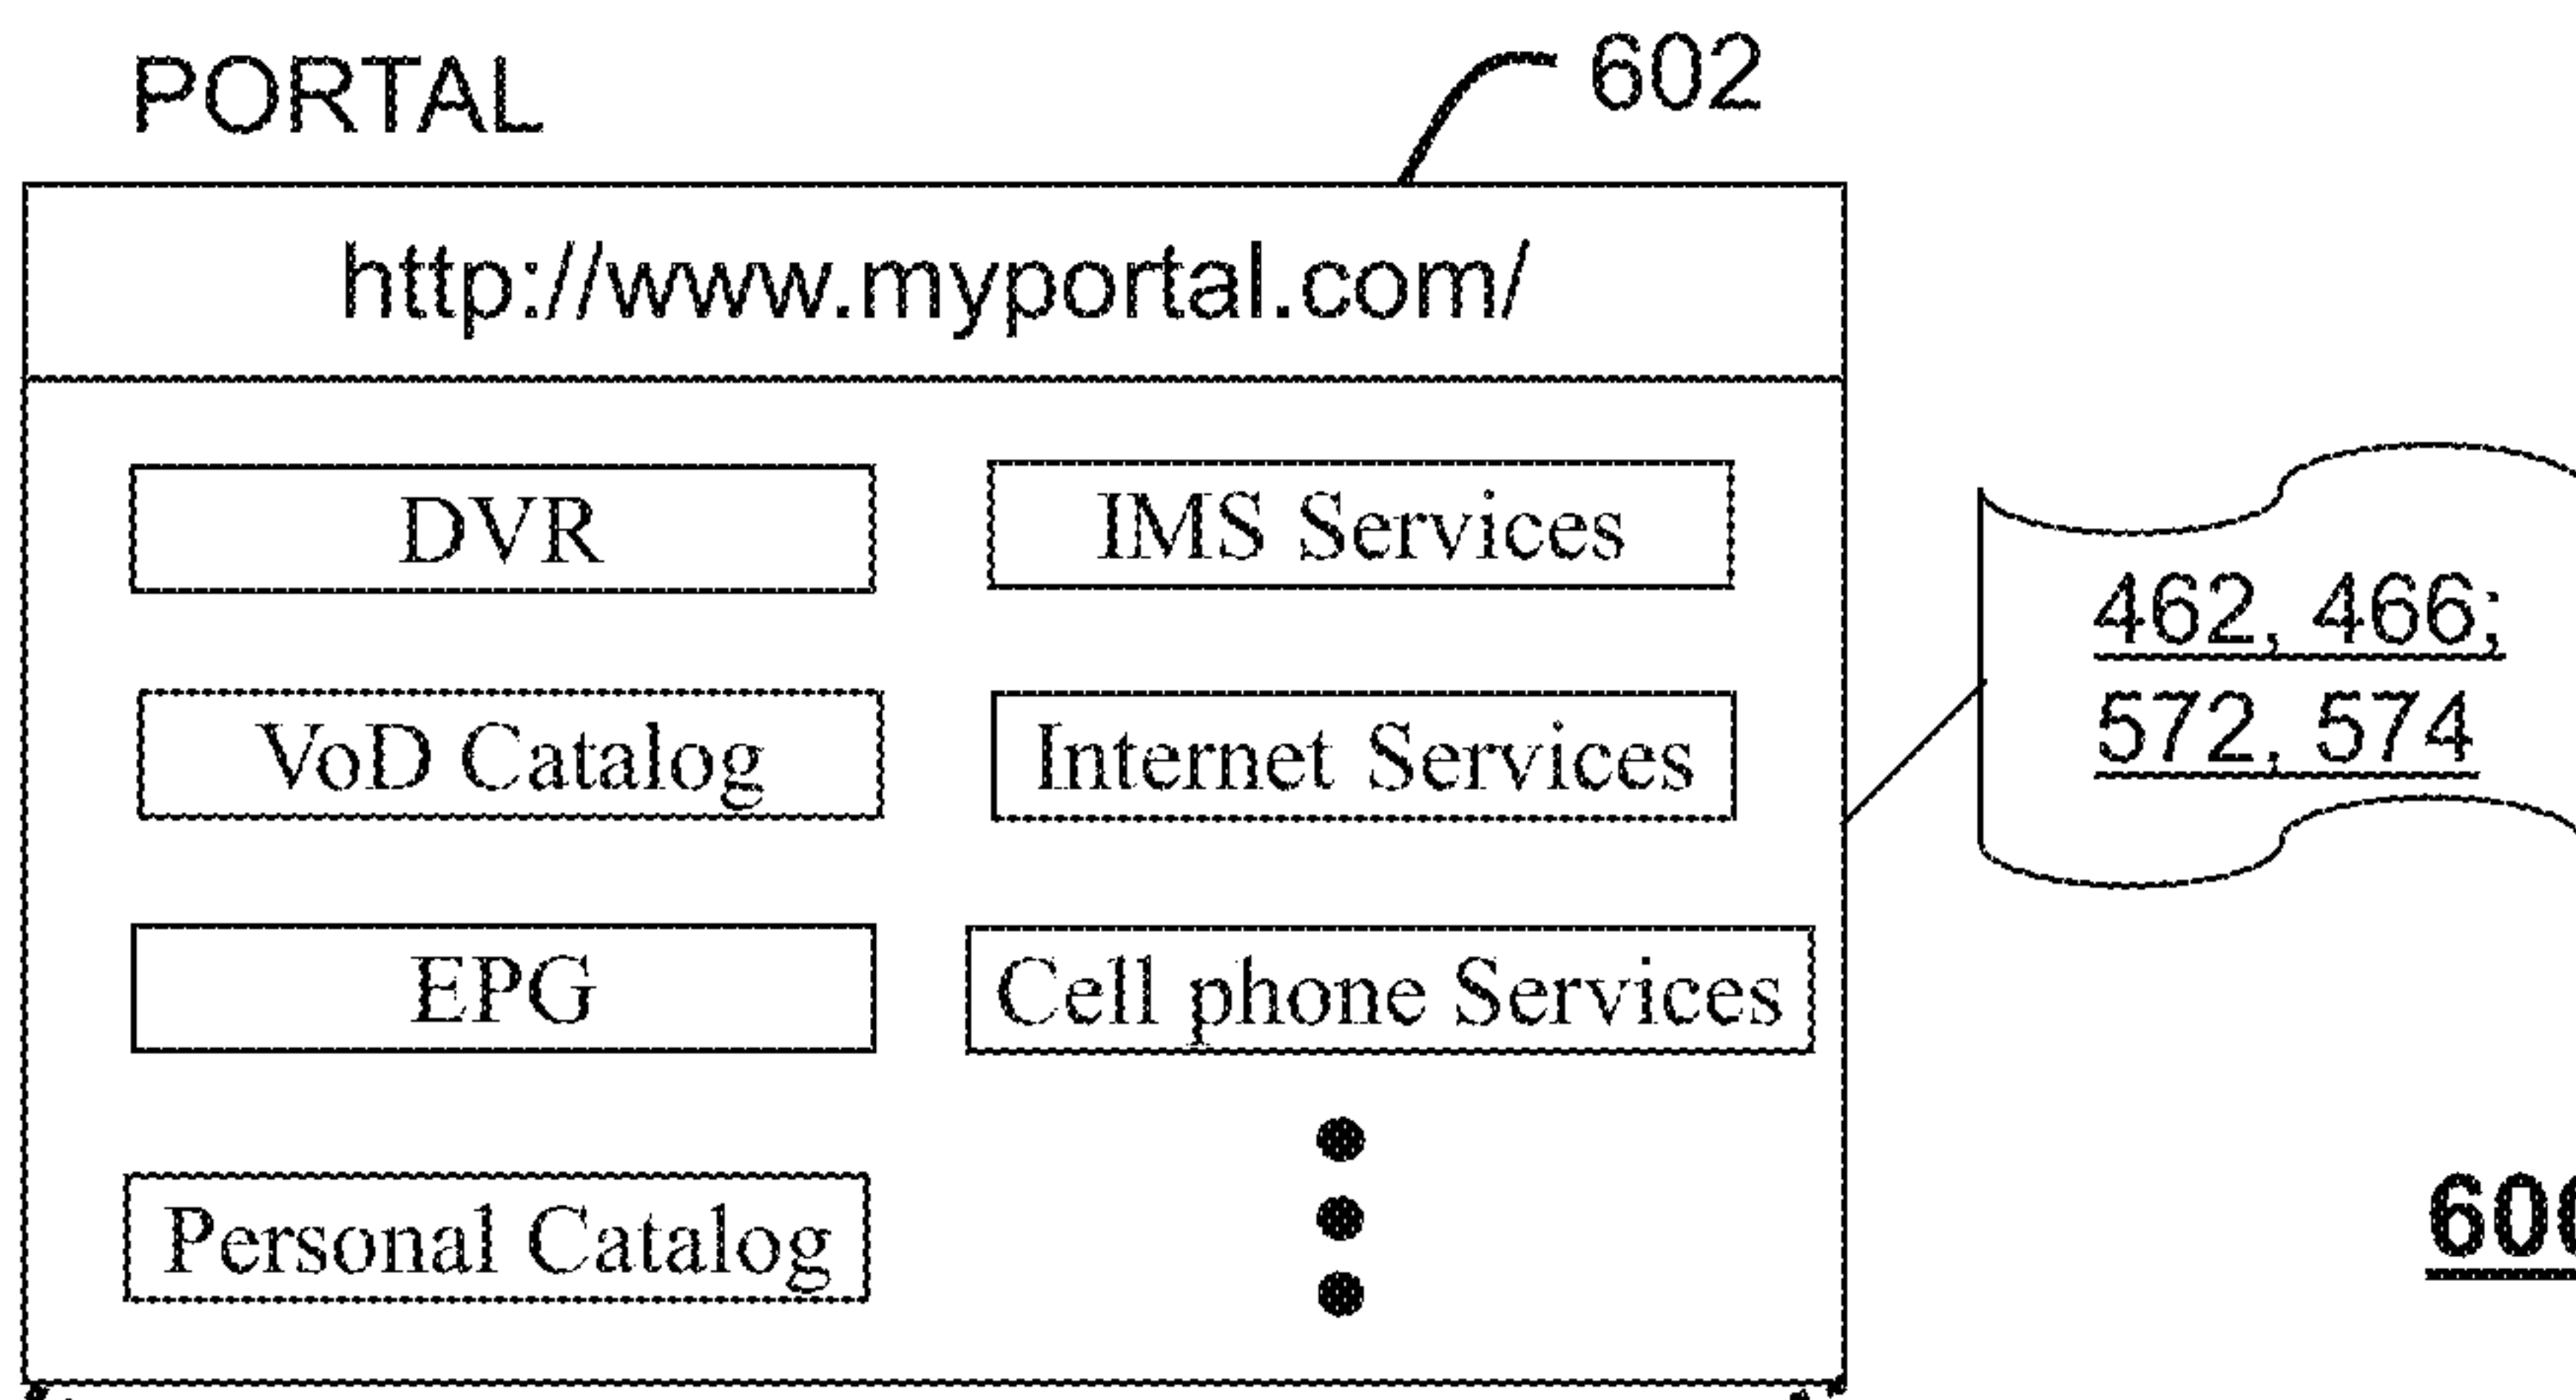 PORTAL
602
http://www.myportal.com/
DVR
IMS Services
VoD Catalog
Internet Services
EPG
Cell phone Services
Personal Catalog
462, 466;
572, 574